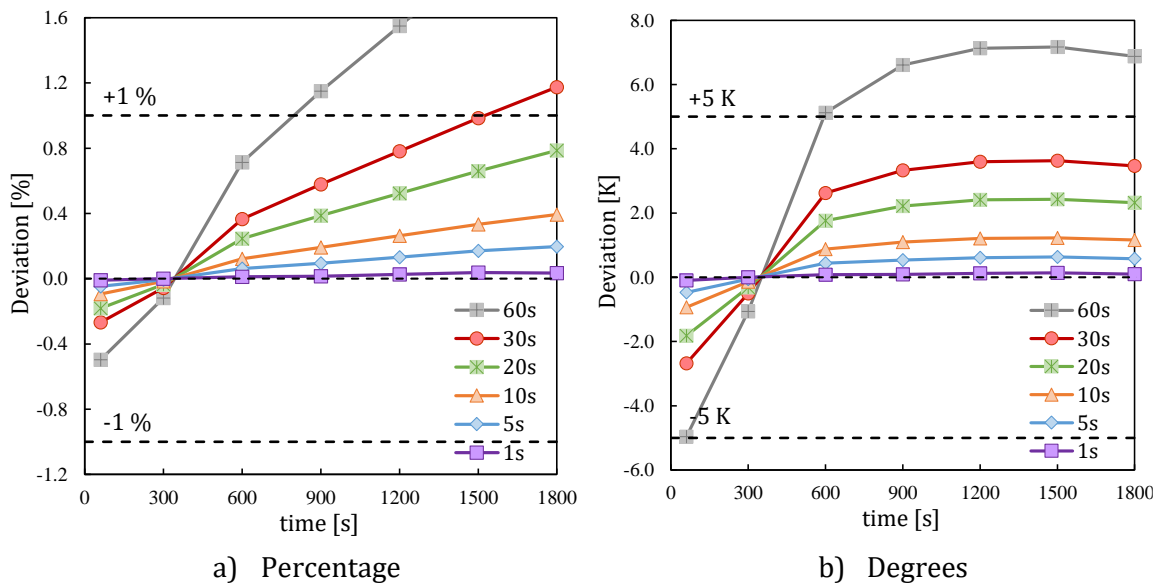 1.6
1.2
0.8
0.4
0.0
-0.4
-0.8
-1.2
Deviation [%]
+1 %
-1 %
60s
30s
20s
10s
5s
1s
0 300 600 900 1200 1500 1800
time [s]
a) Percentage
8.0
6.0
4.0
2.0
0.0
-2.0
-4.0
-6.0
Deviation [K]
+5 K
-5 K
60s
30s
20s
10s
5s
1s
0 300 600 900 1200 1500 1800
time [s]
b) Degrees